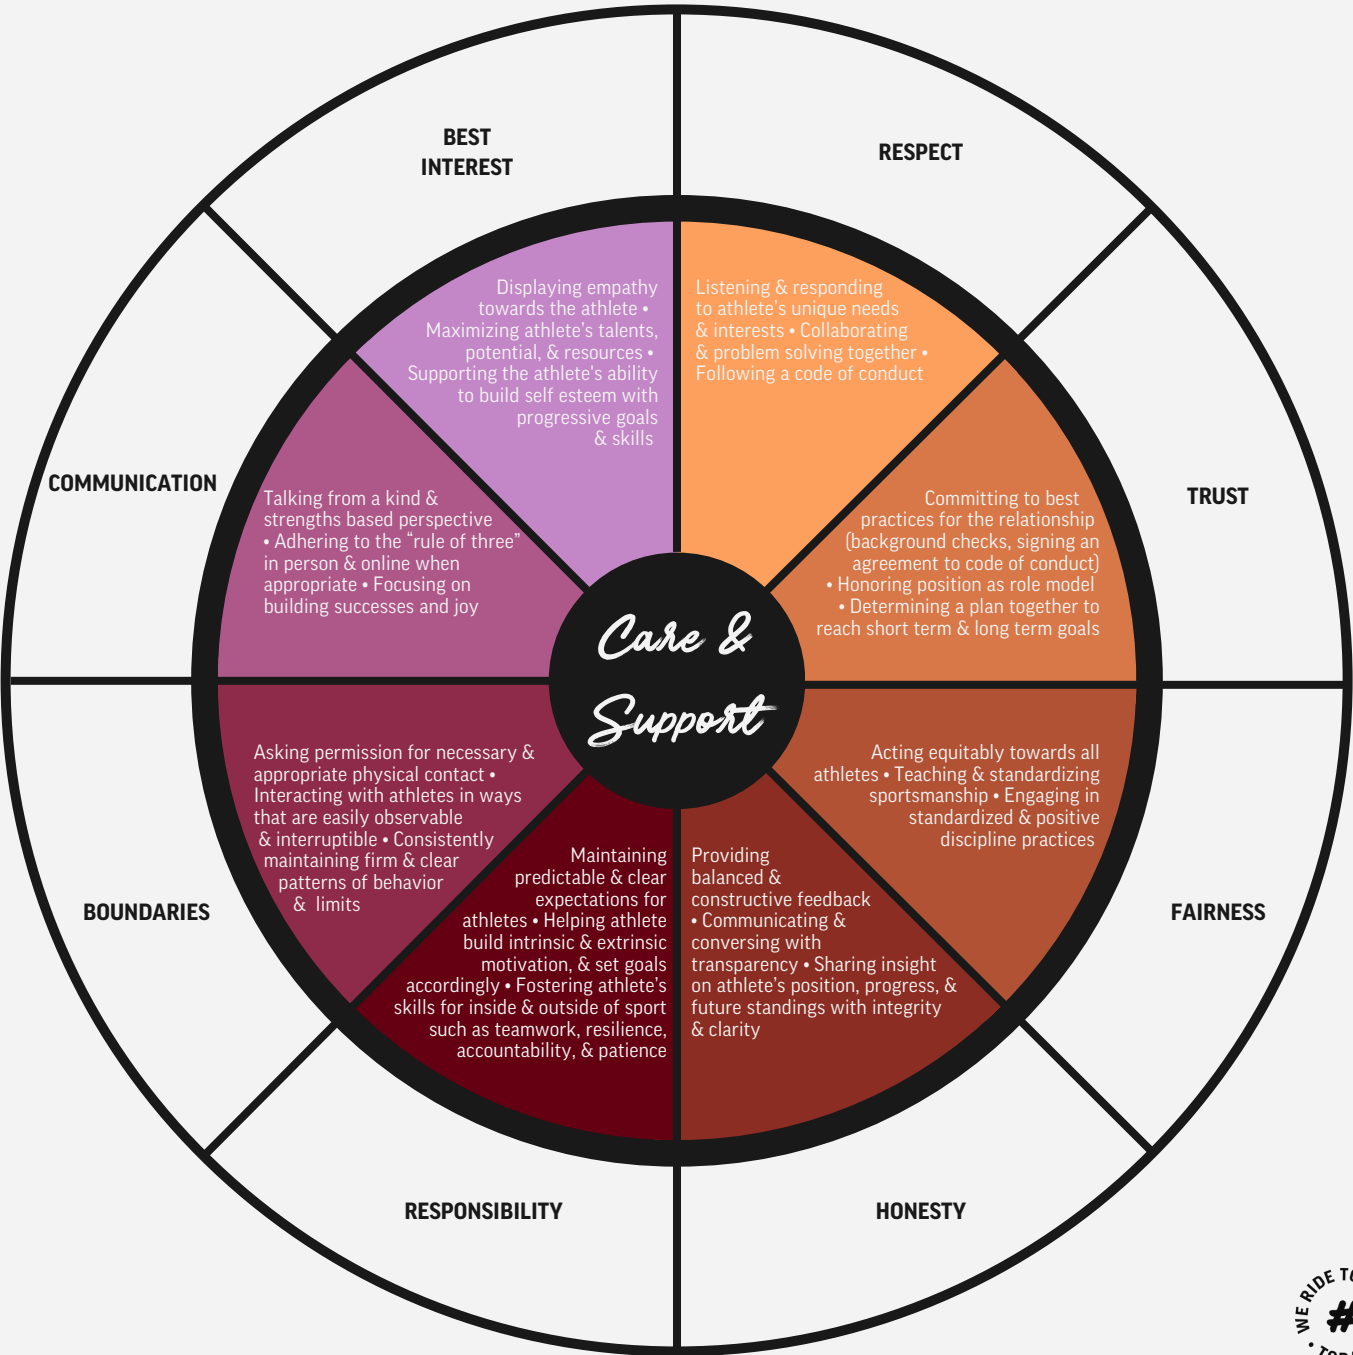 BEST
INTEREST
RESPECT
Displaying empathy
towards the athlete •
Maximizing athlete's talents,
potential, & resources •
Supporting the athlete's ability
to build self esteem with
progressive goals
& skills
Listening & responding
to athlete's unique needs
& interests • Collaborating
& problem solving together •
Following a code of conduct
COMMUNICATION
Talking from a kind &
strengths based perspective
• Adhering to the “rule of three”
in person & online when
appropriate • Focusing on
building successes and joy
Committing to best
practices for the relationship
(background checks, signing an
agreement to code of conduct)
• Honoring position as role model
• Determining a plan together to
reach short term & long term goals
TRUST
Care &
Support
Asking permission for necessary &
appropriate physical contact •
Interacting with athletes in ways
that are easily observable
& interruptible • Consistently
maintaining firm & clear
patterns of behavior
& limits
BOUNDARIES
Acting equitably towards all
athletes • Teaching & standardizing
sportsmanship • Engaging in
standardized & positive
discipline practices
FAIRNESS
Maintaining
predictable & clear
expectations for
athletes • Helping athlete
build intrinsic & extrinsic
motivation, & set goals
accordingly • Fostering athlete's
skills for inside & outside of sport
such as teamwork, resilience,
accountability, & patience
Providing
balanced &
constructive feedback
• Communicating &
conversing with
transparency • Sharing insight
on athlete's position, progress, &
future standings with integrity
& clarity
RESPONSIBILITY
HONESTY
WE RIDE
#